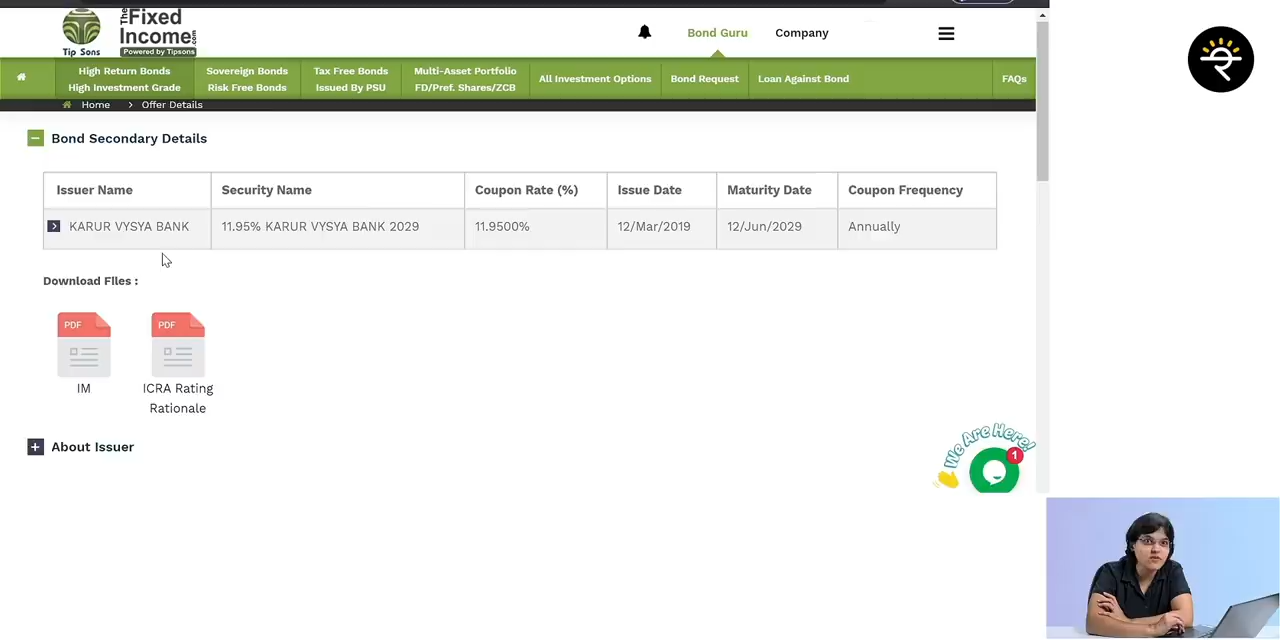 The Fixed
Income.com
Powered by Tipsons
Tip Sons
Bond Guru
Company
High Return Bonds
High Investment Grade
Sovereign Bonds
Risk Free Bonds
Tax Free Bonds
Issued By PSU
Multi-Asset Portfolio
FD/Pref. Shares/ZCB
All Investment Options
Bond Request
Loan Against Bond
FAQs
Home > Offer Details
Bond Secondary Details
Issuer Name Security Name Coupon Rate (%) Issue Date Maturity Date Coupon Frequency
KARUR VYSYA BANK 11.95% KARUR VYSYA BANK 2029 11.9500% 12/Mar/2019 12/Jun/2029 Annually
Download Files :
PDF
IM
PDF
ICRA Rating
Rationale
About Issuer
We Are Here!
1